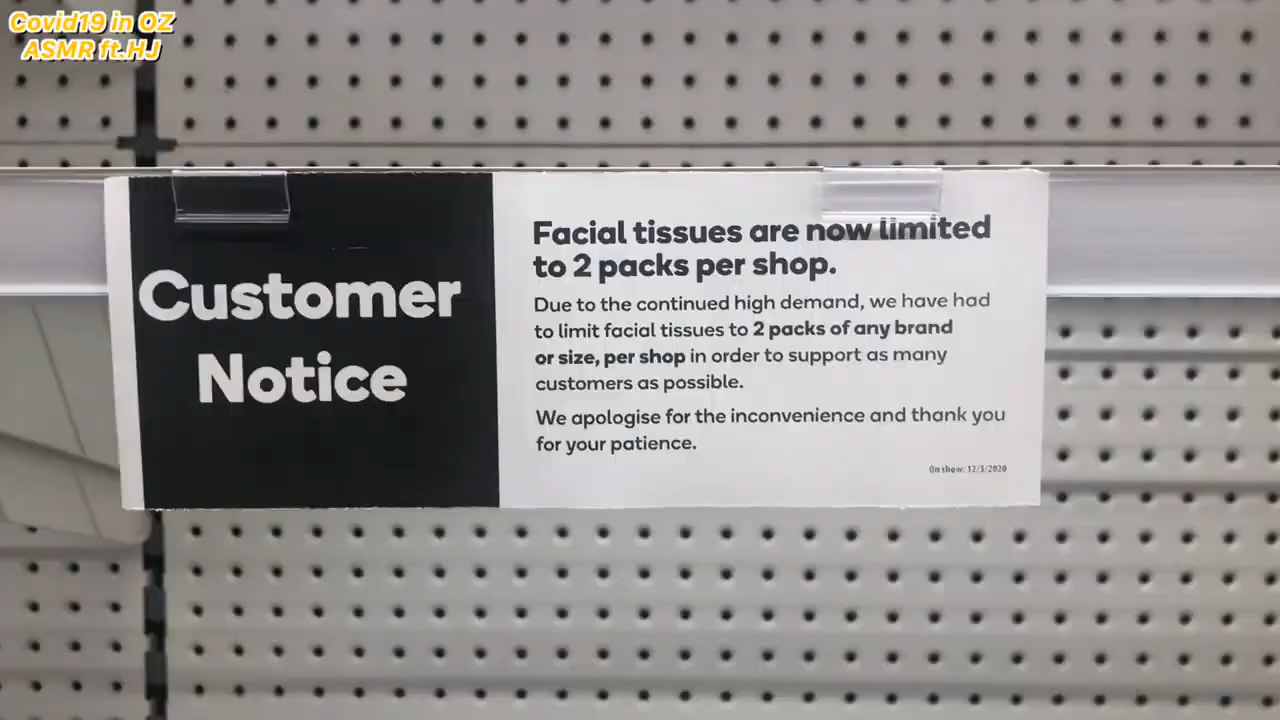 Covid19 in OZ
ASMR ft.HJ
Customer
Notice
Facial tissues are now limited
to 2 packs per shop.
Due to the continued high demand, we have had
to limit facial tissues to 2 packs of any brand
or size, per shop in order to support as many
customers as possible.
We apologise for the inconvenience and thank you
for your patience.
On show: 12/3/2020